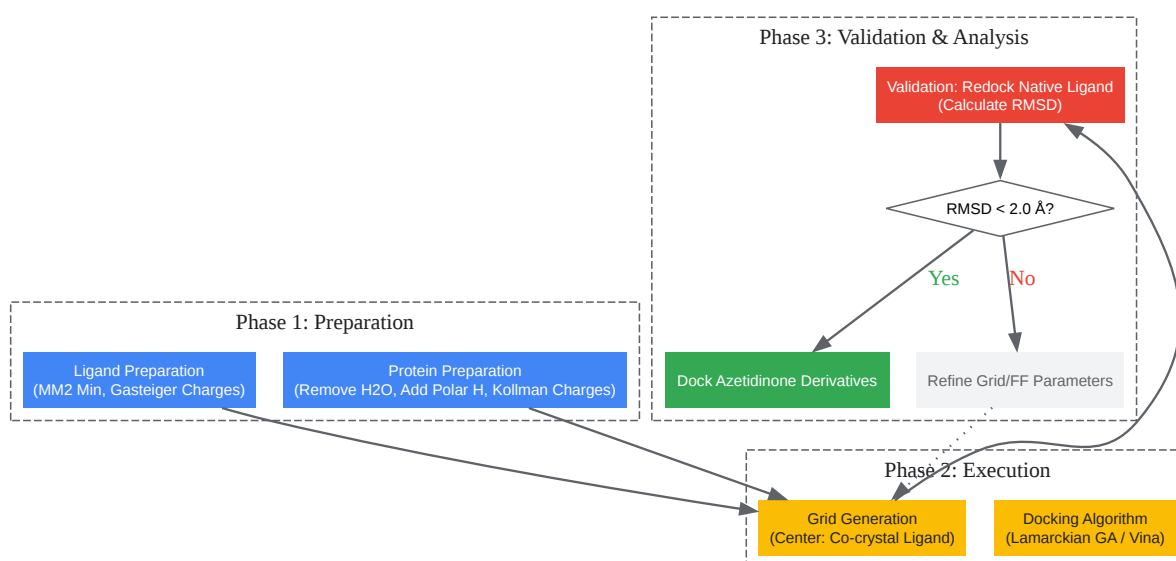 Phase 3: Validation & Analysis
Validation: Redock Native Ligand
(Calculate RMSD)
RMSD < 2.0 Å?
Yes
No
Dock Azetidinone Derivatives
Refine Grid/FF Parameters
Phase 1: Preparation
Ligand Preparation
(MM2 Min, Gasteiger Charges)
Protein Preparation
(Remove H2O, Add Polar H, Kollman Charges)
Phase 2: Execution
Grid Generation
(Center: Co-crystal Ligand)
Docking Algorithm
(Lamarckian GA / Vina)